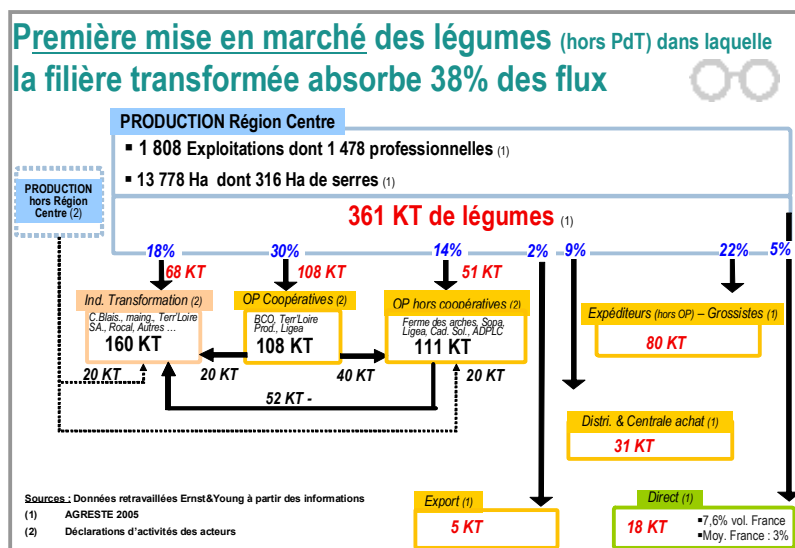 Première mise en marché des légumes (hors PdT) dans laquelle
la filière transformée absorbe 38% des flux
PRODUCTION Région Centre
▪ 1 808 Exploitations dont 1 478 professionnelles (1)
▪ 13 778 Ha dont 316 Ha de serres (1)
PRODUCTION
hors Région
Centre (2)
361 KT de légumes (1)
18% 30% 14% 2% 9% 22% 5%
68 KT 108 KT 51 KT
Ind. Transformation (2)
C.Blais., maing., Terr'Loire
SA., Rocal, Autres …
160 KT
OP Coopératives (2)
BCO, Terr'Loire
Prod., Ligea
108 KT
OP hors coopératives (2)
Ferme des arches, Sopa,
Ligea, Cad. Sol., ADPLC
111 KT
Expéditeurs (hors OP) – Grossistes (1)
80 KT
20 KT 20 KT 40 KT 20 KT
52 KT -
Distri. & Centrale achat (1)
31 KT
Sources : Données retravaillées Ernst&Young à partir des informations
(1) AGRESTE 2005
(2) Déclarations d'activités des acteurs
Export (1)
5 KT
Direct (1)
18 KT
▪7,6% vol. France
▪Moy. France : 3%